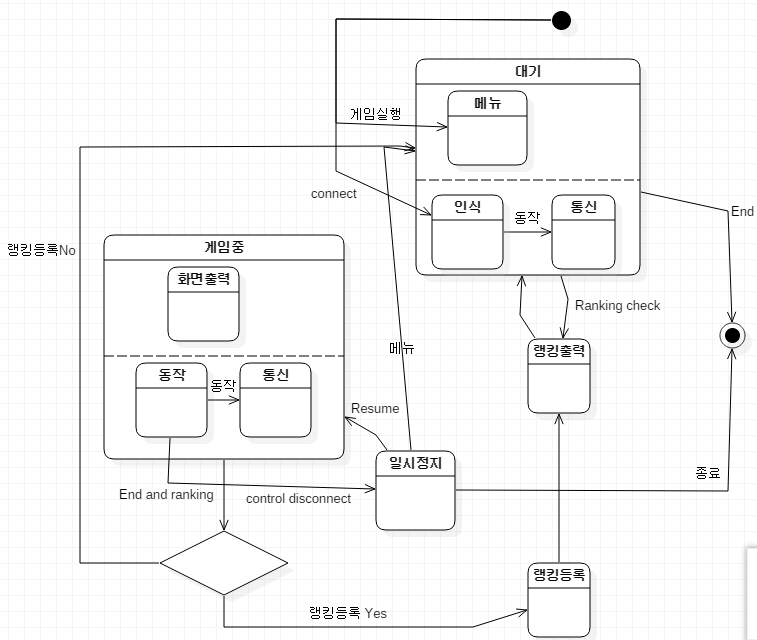 대기
메뉴
게임실행
connect
인식
동작
통신
End
랭킹등록No
게임중
화면출력
Ranking check
랭킹출력
메뉴
동작
동작
통신
Resume
일시정지
종료
End and ranking
control disconnect
랭킹등록
랭킹등록 Yes